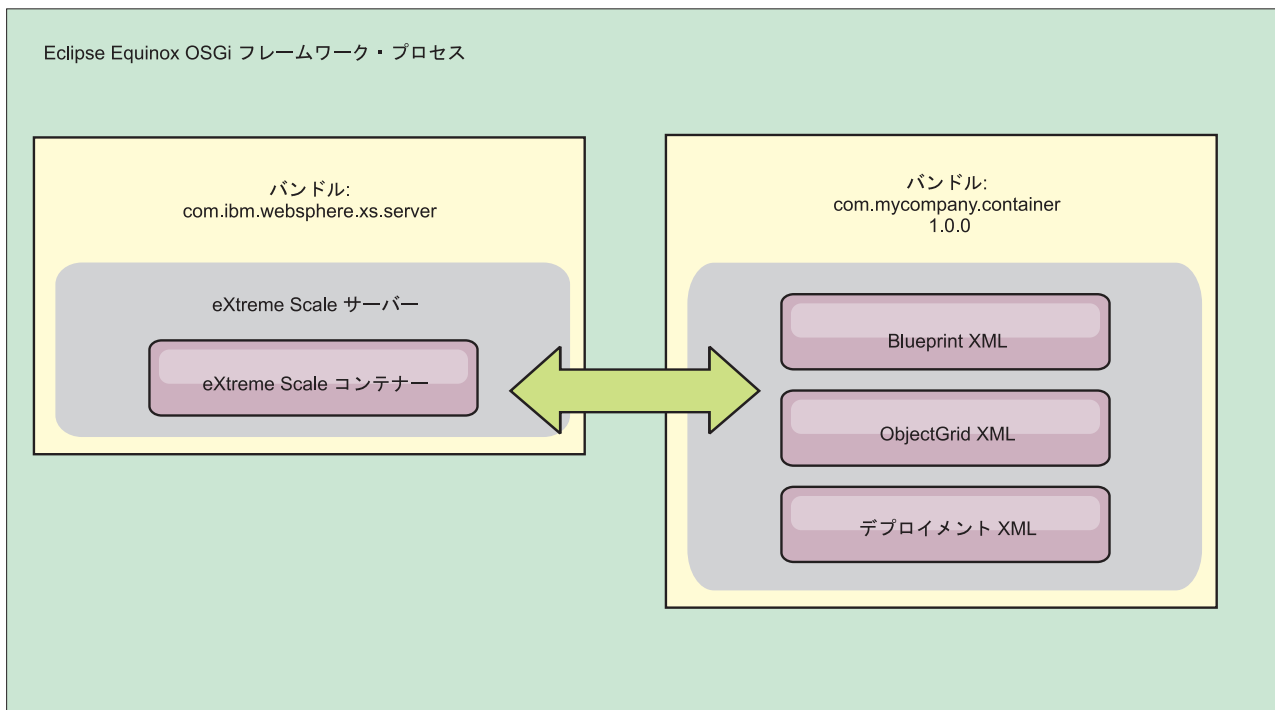 Eclipse Equinox OSGi フレームワーク・プロセス
バンドル:
com.ibm.websphere.xs.server
eXtreme Scale サーバー
eXtreme Scale コンテナー
バンドル:
com.mycompany.container
1.0.0
Blueprint XML
ObjectGrid XML
デプロイメント XML